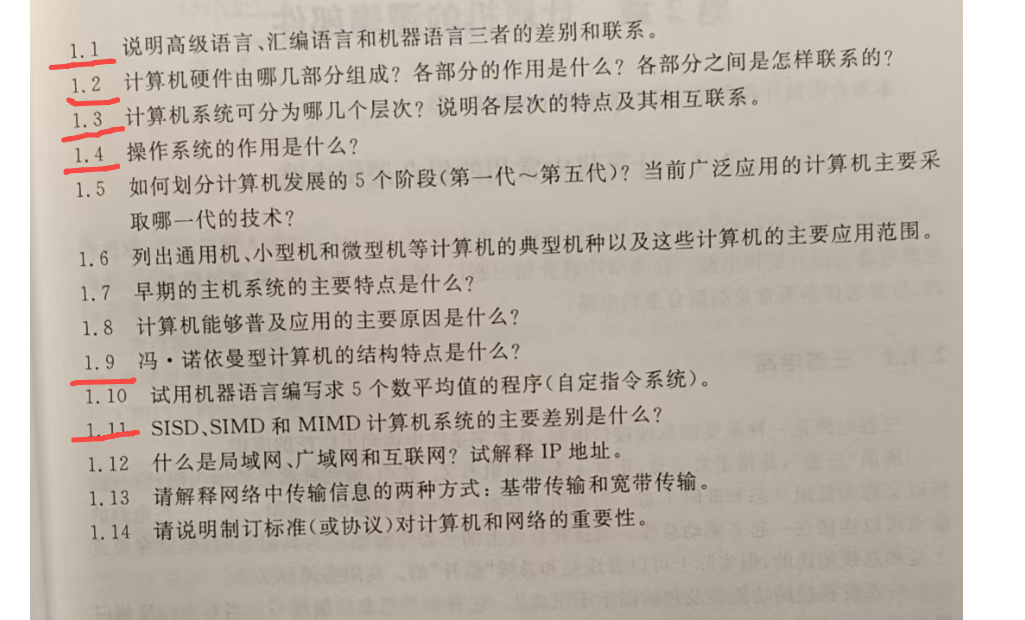 1.1 说明高级语言、汇编语言和机器语言三者的差别和联系。
1.2 计算机硬件由哪几部分组成？各部分的作用是什么？各部分之间是怎样联系的？
1.3 计算机系统可分为哪几个层次？说明各层次的特点及其相互联系。
1.4 操作系统的作用是什么？
1.5 如何划分计算机发展的 5 个阶段(第一代～第五代)？当前广泛应用的计算机主要采
取哪一代的技术？
1.6 列出通用机、小型机和微型机等计算机的典型机种以及这些计算机的主要应用范围。
1.7 早期的主机系统的主要特点是什么？
1.8 计算机能够普及应用的主要原因是什么？
1.9 冯·诺依曼型计算机的结构特点是什么？
1.10 试用机器语言编写求 5 个数平均值的程序(自定指令系统)。
1.11 SISD、SIMD 和 MIMD 计算机系统的主要差别是什么？
1.12 什么是局域网、广域网和互联网？试解释 IP 地址。
1.13 请解释网络中传输信息的两种方式：基带传输和宽带传输。
1.14 请说明制订标准(或协议)对计算机和网络的重要性。